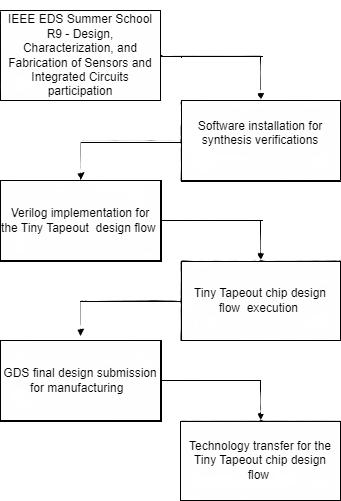 IEEE EDS Summer School
R9 - Design,
Characterization, and
Fabrication of Sensors and
Integrated Circuits
participation
Software installation for
synthesis verifications
Verilog implementation for
the Tiny Tapeout design flow
Tiny Tapeout chip design
flow execution
GDS final design submission
for manufacturing
Technology transfer for the
Tiny Tapeout chip design
flow